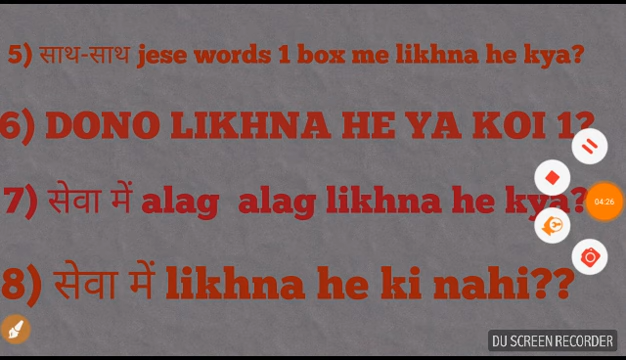 5) साथ-साथ jese words 1 box me likhna he kya?
6) DONO LIKHNA HE YA KOI 1?
7) सेवा में alag alag likhna he kya?
04:26
8) सेवा में likhna he ki nahi??
DU SCREEN RECORDER